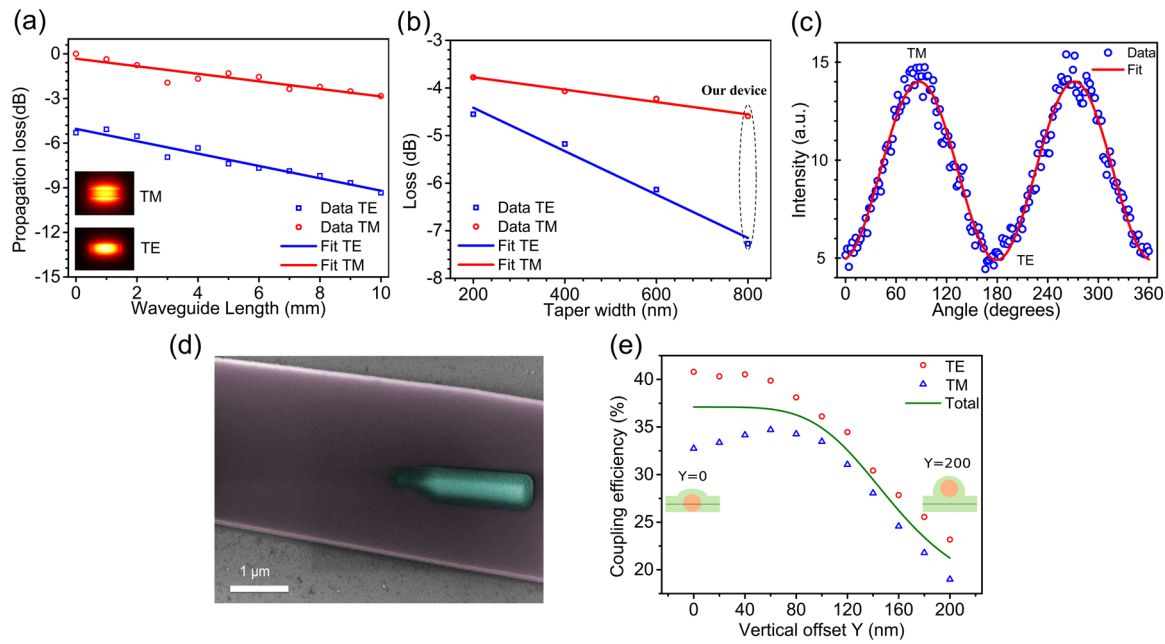 (a)
Propagation loss(dB)
0
-3
-6
-9
-12
-15
TM
TE
Data TE
Data TM
Fit TE
Fit TM
0 2 4 6 8 10
Waveguide Length (mm)
(b)
Loss (dB)
-3
-4
-5
-6
-7
-8
Our device
Data TE
Data TM
Fit TE
Fit TM
200 400 600 800
Taper width (nm)
(c)
Intensity (a.u.)
15
10
5
TM
Data
Fit
TE
0 60 120 180 240 300 360
Angle (degrees)
(d)
1 μm
(e)
Coupling efficiency (%)
40
35
30
25
20
TE
TM
Total
Y=0
Y=200
0 40 80 120 160 200
Vertical offset Y (nm)